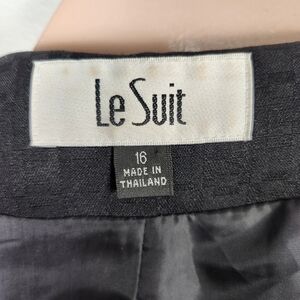 Le Suit
16
MADE IN
THAILAND